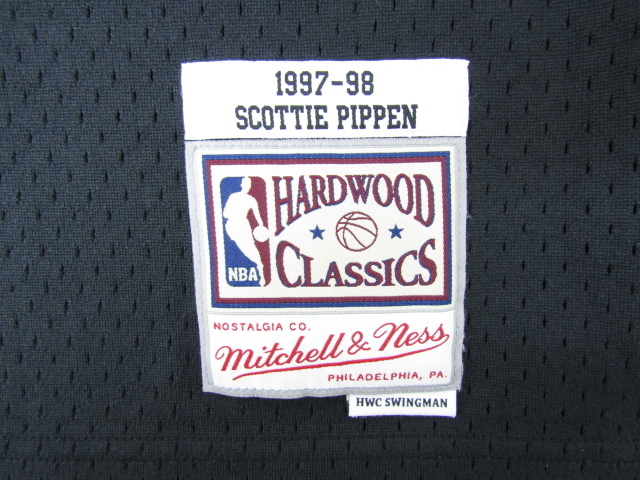 1997-98
SCOTTIE PIPPEN
HARDWOOD
NBA
CLASSICS
NOSTALGIA CO.
Mitchell & Ness
PHILADELPHIA, PA.
HWC SWINGMAN